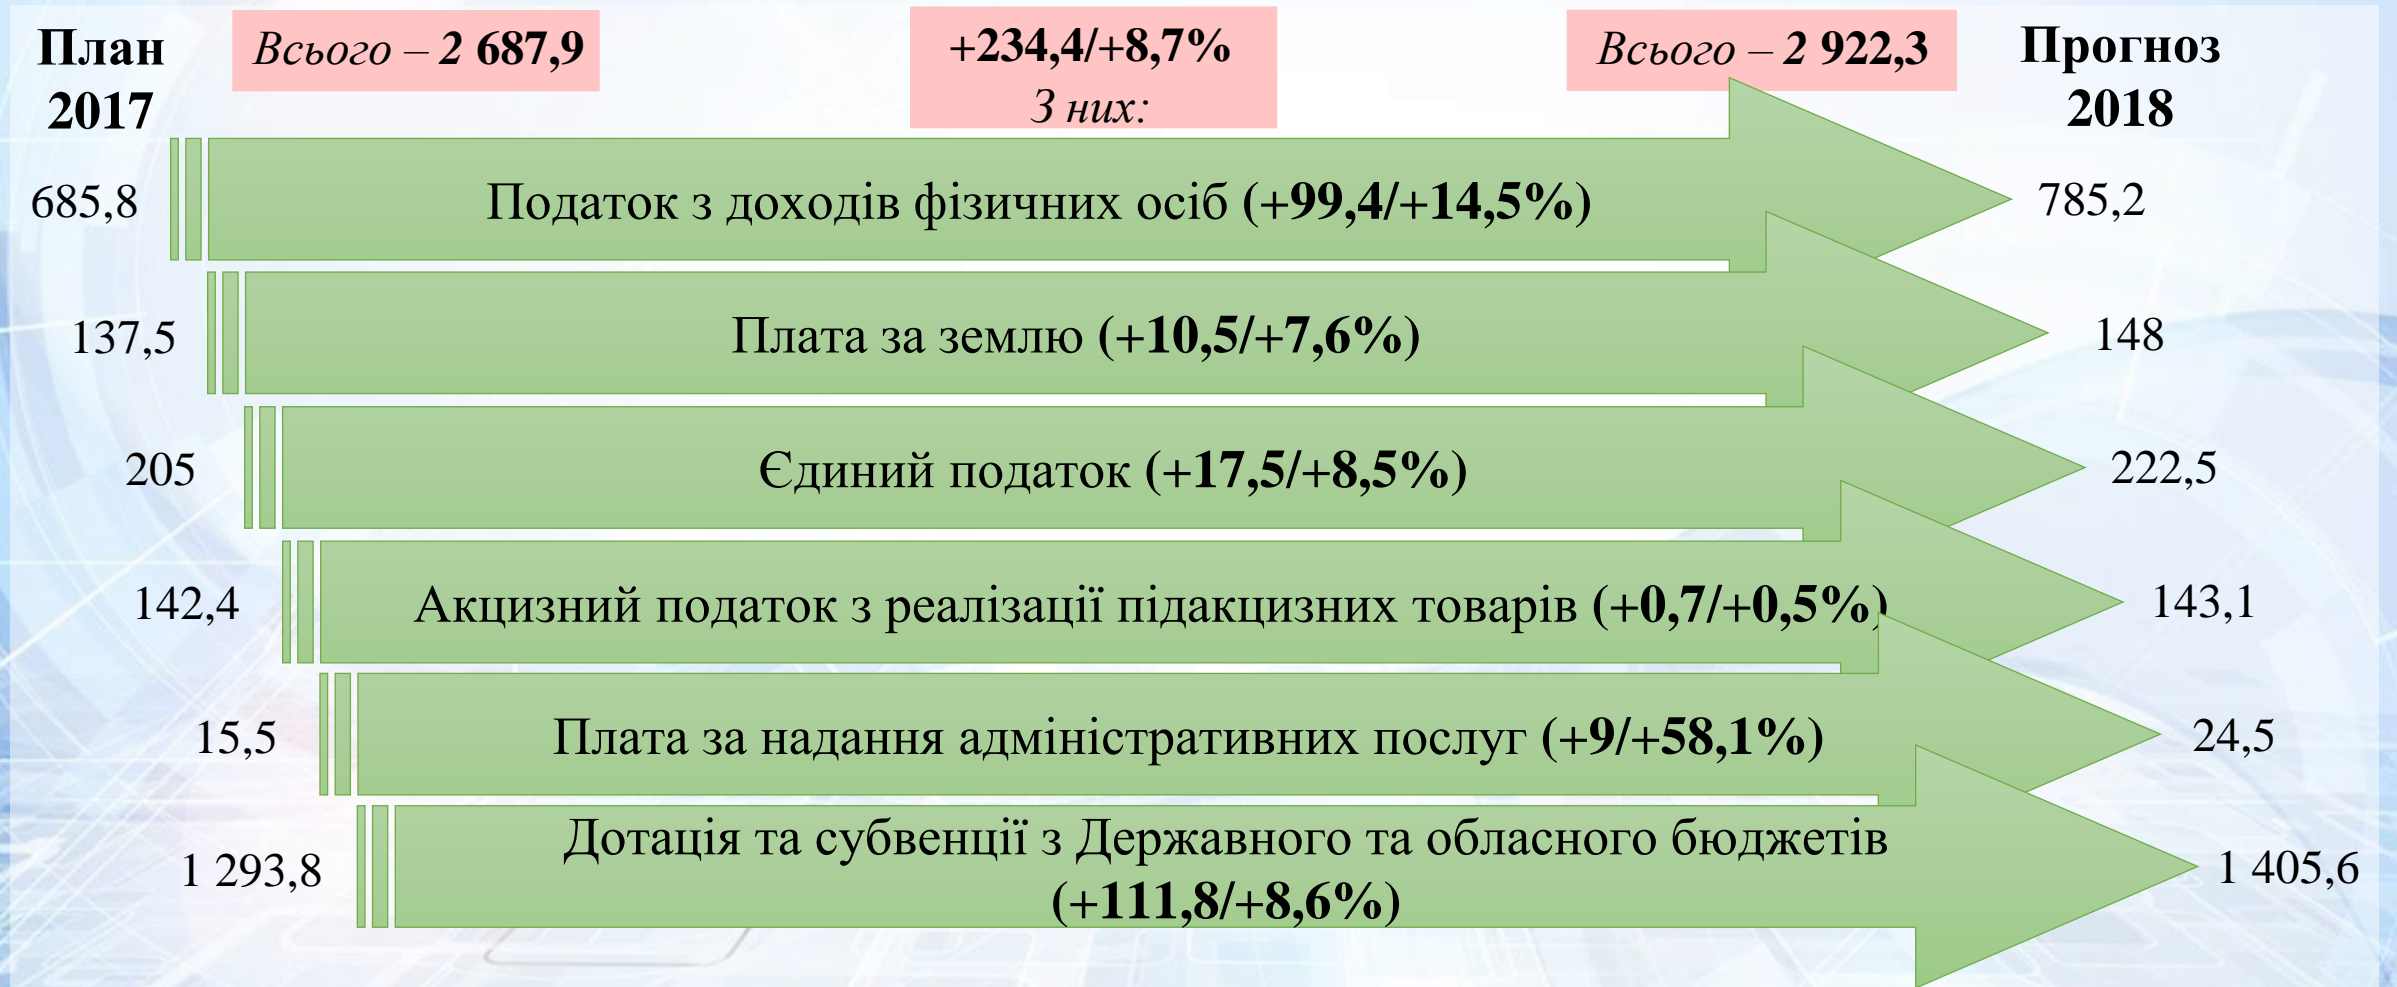 План
2017
Всього – 2 687,9
+234,4/+8,7%
З них:
Всього – 2 922,3
Прогноз
2018
685,8
Податок з доходів фізичних осіб (+99,4/+14,5%)
785,2
137,5
Плата за землю (+10,5/+7,6%)
148
205
Єдиний податок (+17,5/+8,5%)
222,5
142,4
Акцизний податок з реалізації підакцизних товарів (+0,7/+0,5%)
143,1
15,5
Плата за надання адміністративних послуг (+9/+58,1%)
24,5
1 293,8
Дотація та субвенції з Державного та обласного бюджетів
(+111,8/+8,6%)
1 405,6